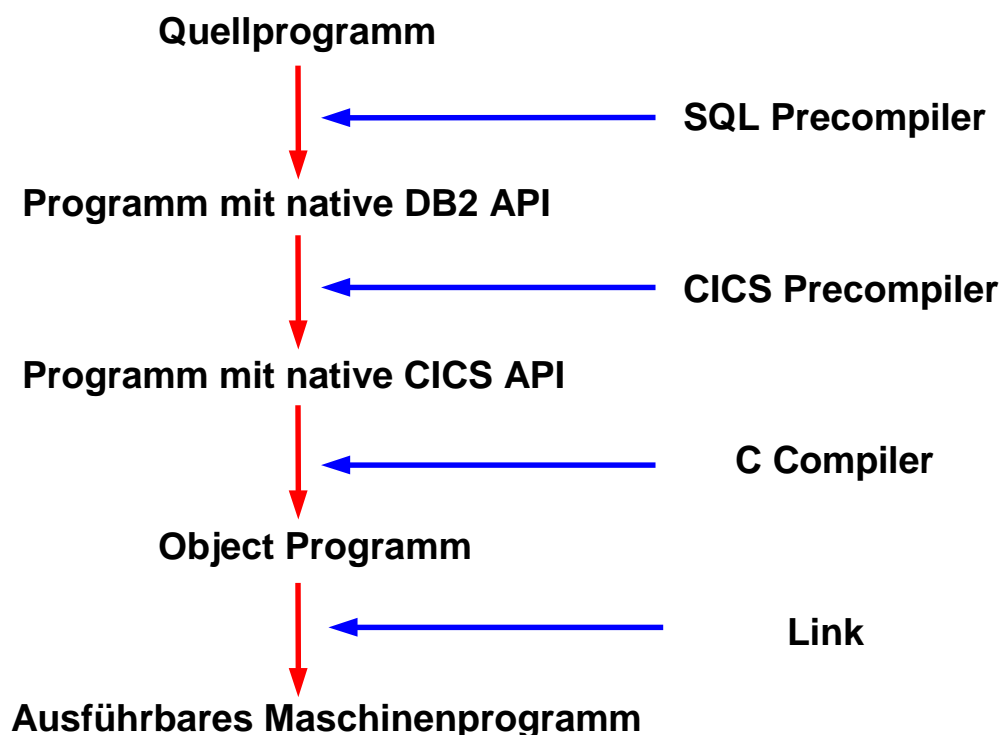 Quellprogramm
SQL Precompiler
Programm mit native DB2 API
CICS Precompiler
Programm mit native CICS API
C Compiler
Object Programm
Link
Ausführbares Maschinenprogramm